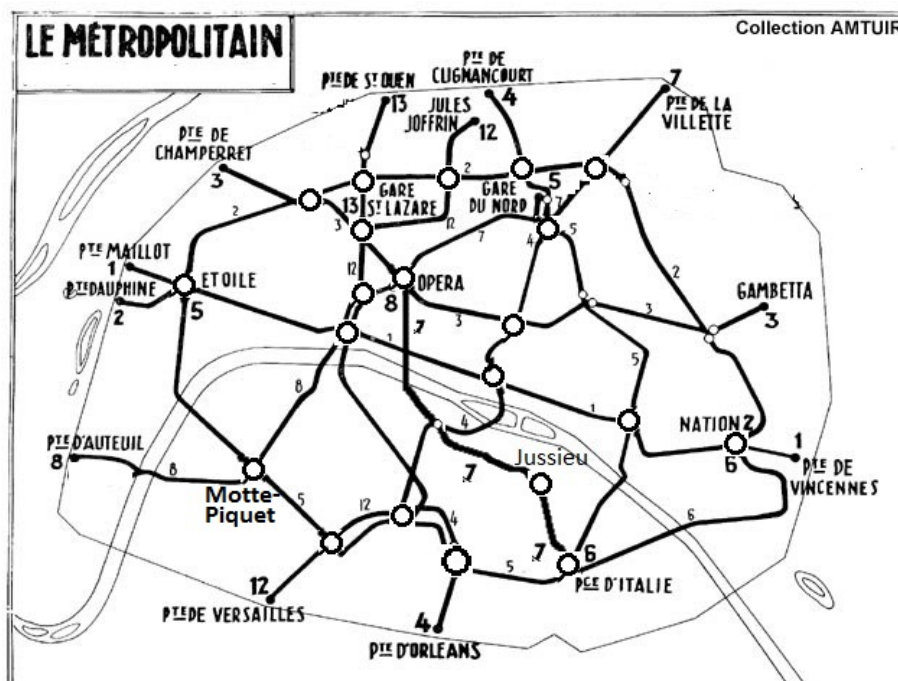 Collection AMTUIR
LE MÉTROPOLITAIN
PTE DE ST OUEN
13
PTE DE
CLIGNANCOURT
4
7
PTE DE LA
VILLETTE
JULES
JOFFRIN
12
PTE DE
CHAMPERRET
3
2
5
GARE
ST LAZARE
13
GARE
DU NORD
7
2
3
12
7
4
5
PTE MAILLOT
1
ETOILE
5
PTE DAUPHINE
2
12
OPERA
8
7
3
3
2
GAMBETTA
3
1
5
8
4
1
NATION
2
6
1
PTE DE
VINCENNES
PTE D'AUTEUIL
8
8
Motte-
Piquet
5
7
Jussieu
12
4
7
6
6
5
PCE D'ITALIE
12
PTE DE VERSAILLES
4
PTE D'ORLEANS